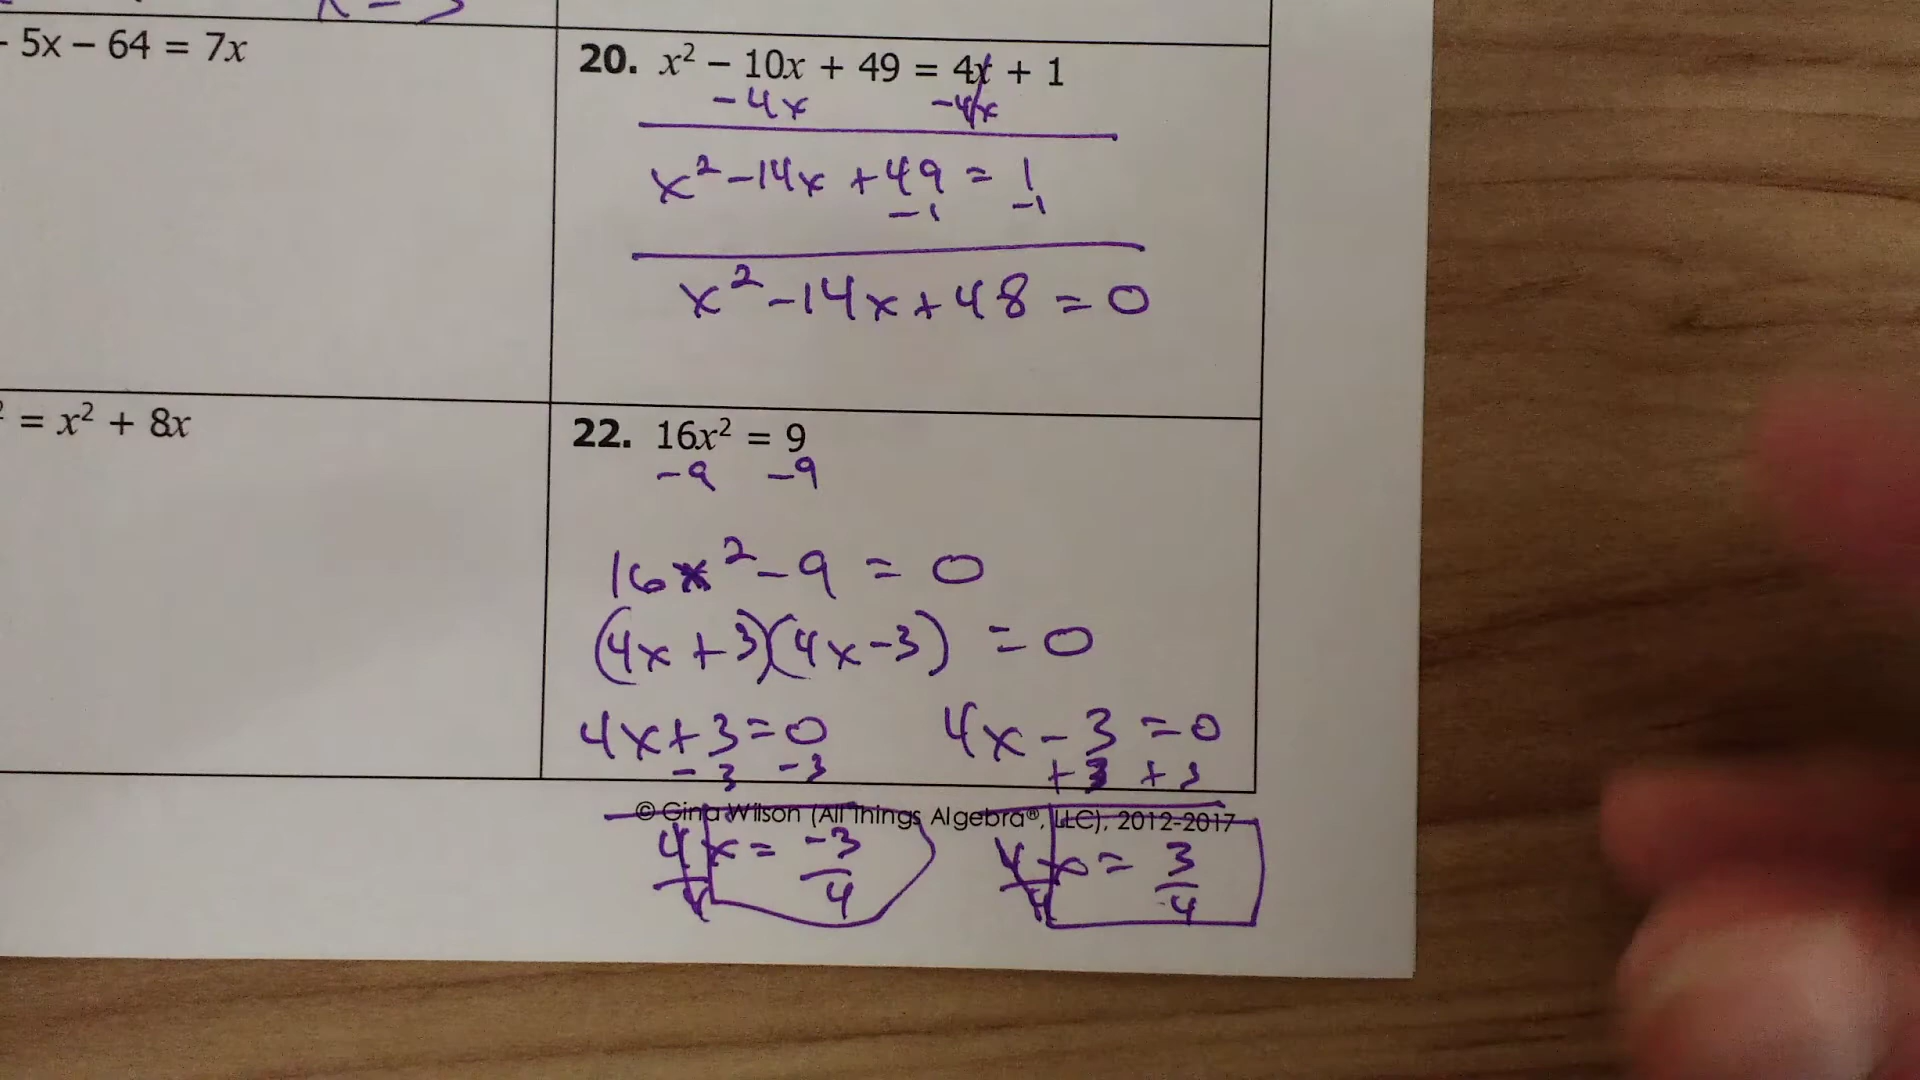 - 5x – 64 = 7x
20. x² – 10x + 49 = 4x + 1
-4x -4x
x²-14x+49 = 1
-1 -1
x²-14x+48=0
² = x² + 8x
22. 16x² = 9
-9 -9
16x²-9 = 0
(4x+3)(4x-3) = 0
4x+3=0 4x-3=0
-3 -3 +3 +3
© Gina Wilson (All Things Algebra®, LLC), 2012-2017
4x = -3 4x = 3
4 4 4 4